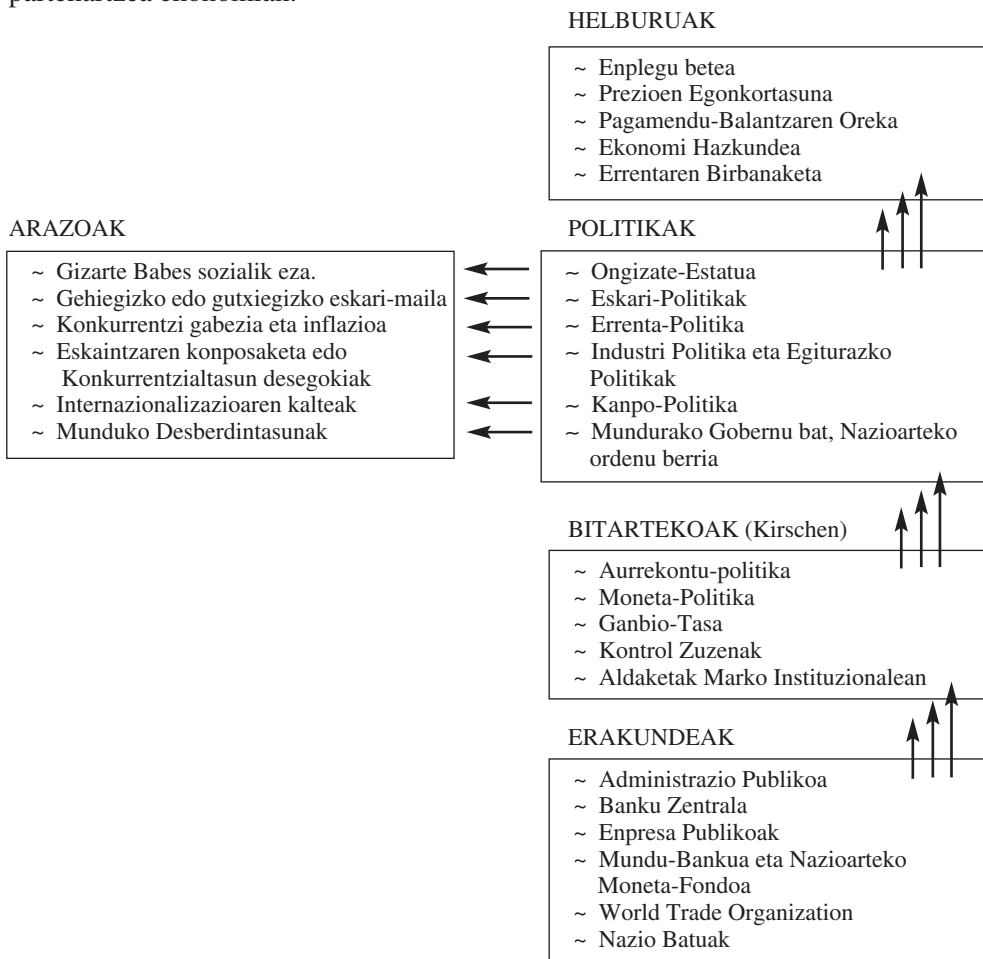 partekartzea ekonomian.
HELBURUAK
~ Enplegu betea
~ Prezioen Egonkortasuna
~ Pagamendu-Balantzaren Oreka
~ Ekonomi Hazkundea
~ Errentaren Birbanaketa
ARAZOAK
~ Gizarte Babes sozialik eza.
~ Gehiegizko edo gutxiegizko eskari-maila
~ Konkurrentzi gabezia eta inflazioa
~ Eskaintzaren konposaketa edo
Konkurrentzialtasun desegokiak
~ Internazionalizazioaren kalteak
~ Munduko Desberdintasunak
POLITIKAK
~ Ongizate-Estatua
~ Eskari-Politikak
~ Errenta-Politika
~ Industri Politika eta Egiturazko
Politikak
~ Kanpo-Politika
~ Mundurako Gobernu bat, Nazioarteko
ordenu berria
BITARTEKOAK (Kirschen)
~ Aurrekontu-politika
~ Moneta-Politika
~ Ganbio-Tasa
~ Kontrol Zuzenak
~ Aldaketak Marko Instituzionalean
ERAKUNDEAK
~ Administrazio Publikoa
~ Banku Zentrala
~ Enpresa Publikoak
~ Mundu-Bankua eta Nazioarteko
Moneta-Fondoa
~ World Trade Organization
~ Nazio Batuak